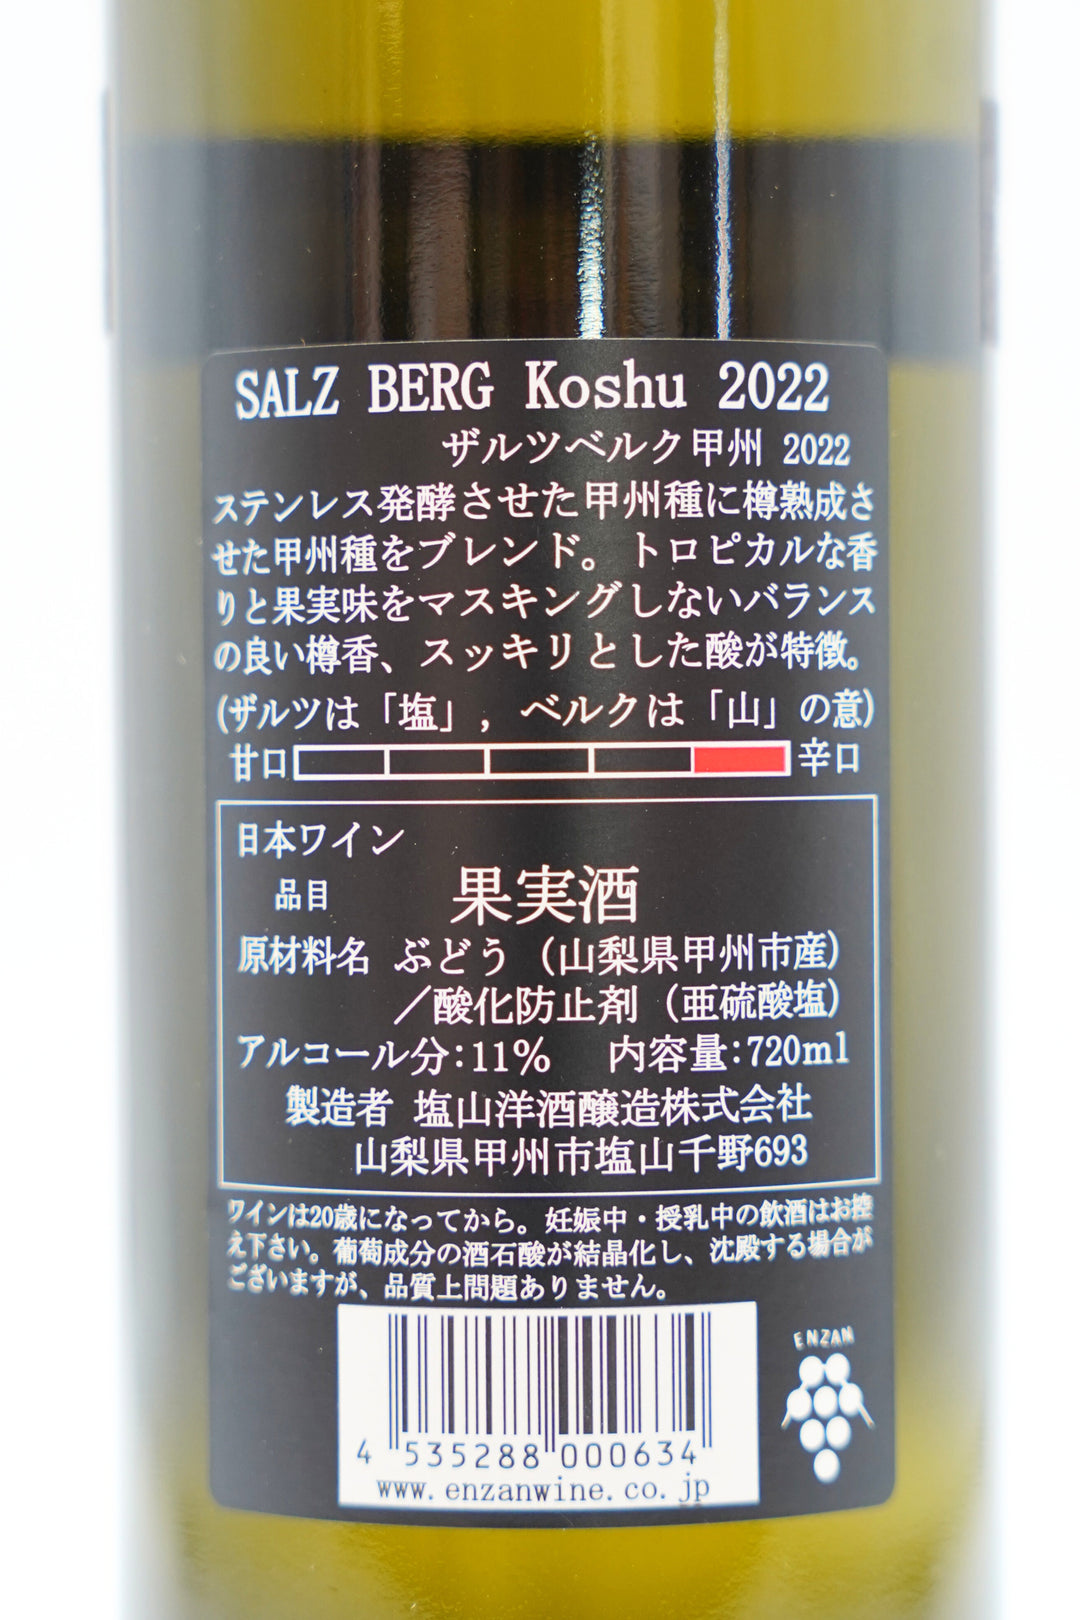 SALZ BERG Koshu 2022
ザルツベルク甲州 2022
ステンレス発酵させた甲州種に樽熟成さ
せた甲州種をブレンド。トロピカルな香
りと果実味をマスキングしないバランス
の良い樽香、スッキリとした酸が特徴。
(ザルツは「塩」,ベルクは「山」の意)
甘口 辛口
日本ワイン
品目 果実酒
原材料名 ぶどう（山梨県甲州市産）
／酸化防止剤（亜硫酸塩）
アルコール分:11% 内容量:720ml
製造者 塩山洋酒醸造株式会社
山梨県甲州市塩山千野693
ワインは20歳になってから。妊娠中・授乳中の飲酒はお控
え下さい。葡萄成分の酒石酸が結晶化し、沈殿する場合が
ございますが、品質上問題ありません。
ENZAN
4 535288 000634
www.enzanwine.co.jp